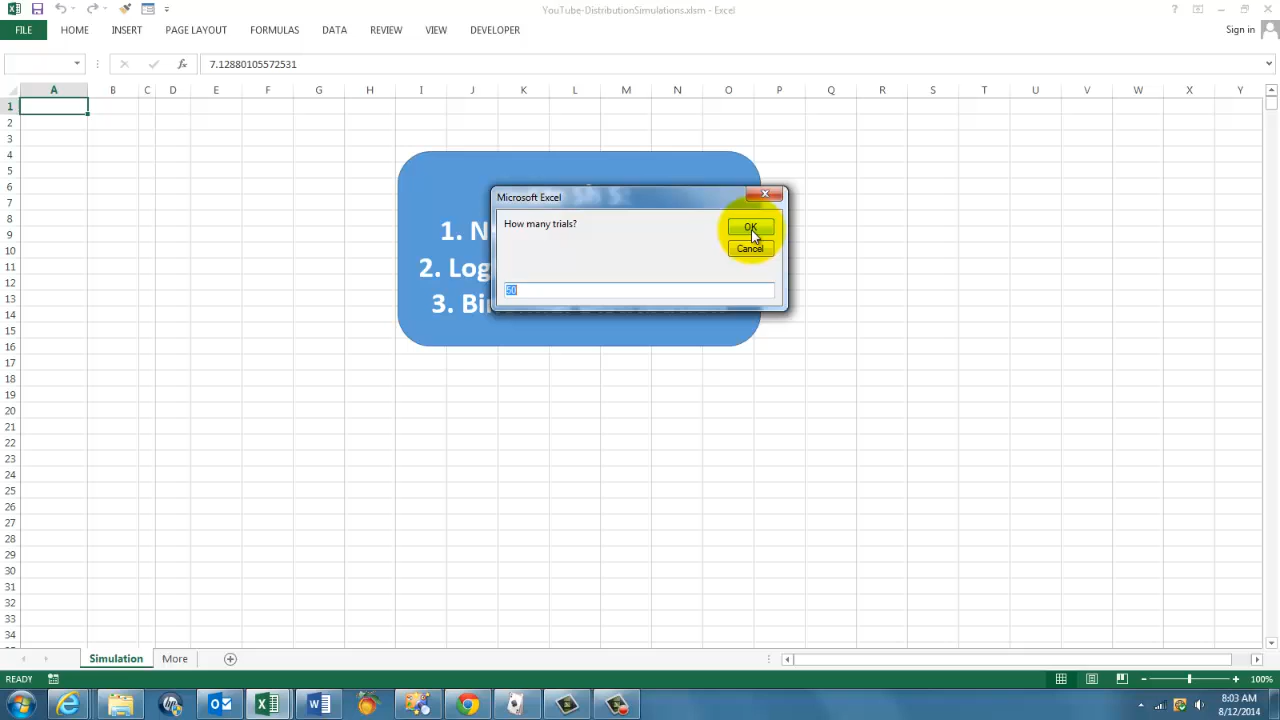 YouTube-DistributionSimulations.xlsm - Excel
FILE HOME INSERT PAGE LAYOUT FORMULAS DATA REVIEW VIEW DEVELOPER Sign in
fx 7.12880105572531
A B C D E F G H I J K L M N O P Q R S T U V W X Y
1
2
3
4
5
6
7
8
9
10
11
12
13
14
15
16
17
18
19
20
21
22
23
24
25
26
27
28
29
30
31
32
33
34
1. N
2. Log
3. Bi
Microsoft Excel
How many trials?
OK
Cancel
50
Simulation More
READY 100%
8:03 AM
8/12/2014